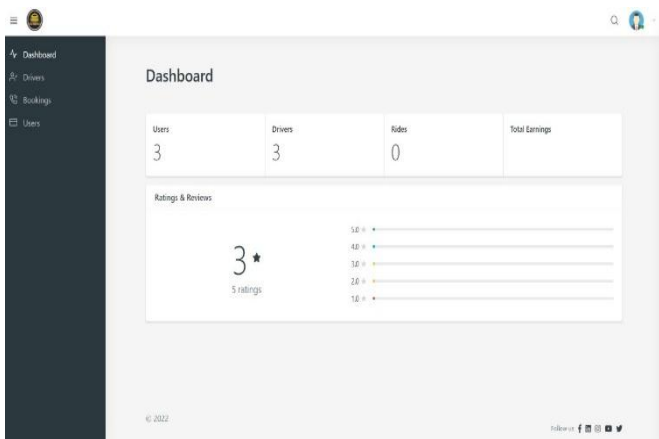 Dashboard
Drivers
Bookings
Users
Dashboard
Users
3
Drivers
3
Rides
0
Total Earnings
Ratings & Reviews
3
5 ratings
5.0
4.0
3.0
2.0
1.0
© 2022
Follow us